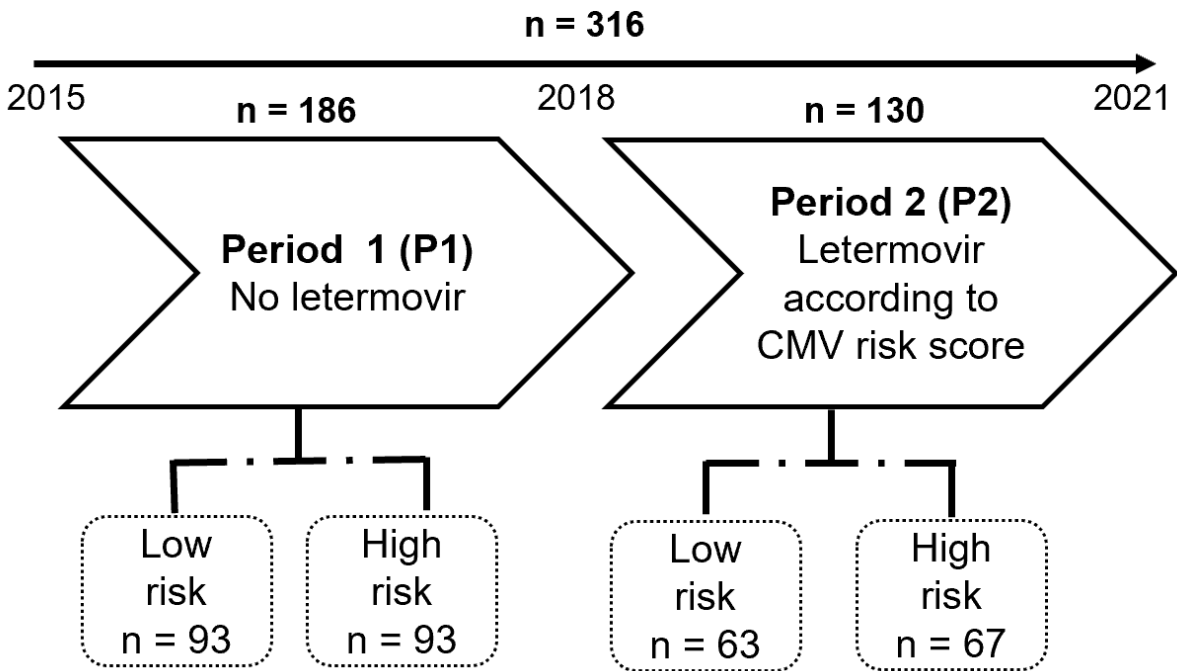 n = 316
2015
2018
2021
n = 186
n = 130
Period 1 (P1)
No letermovir
Period 2 (P2)
Letermovir
according to
CMV risk score
Low
risk
n = 93
High
risk
n = 93
Low
risk
n = 63
High
risk
n = 67